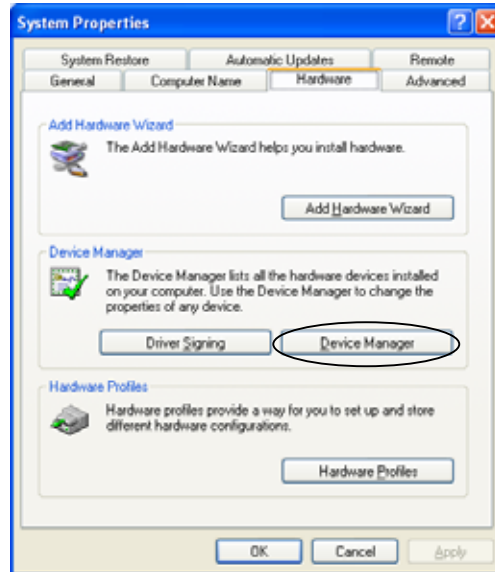 System Properties
System Restore Automatic Updates Remote
General Computer Name Hardware Advanced
Add Hardware Wizard
The Add Hardware Wizard helps you install hardware.
Add Hardware Wizard
Device Manager
The Device Manager lists all the hardware devices installed
on your computer. Use the Device Manager to change the
properties of any device.
Driver Signing Device Manager
Hardware Profiles
Hardware profiles provide a way for you to set up and store
different hardware configurations.
Hardware Profiles
OK Cancel Apply